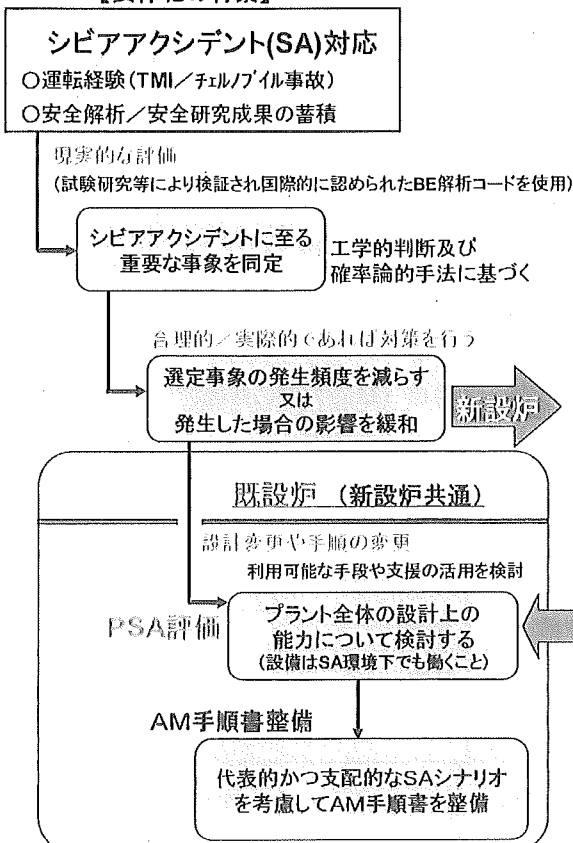 シビアアクシデント(SA)対応
○運転経験(TMI/チェルノブイル事故)
○安全解析/安全研究成果の蓄積
現実的な評価
(試験研究等により検証され国際的に認められたBE解析コードを使用)
シビアアクシデントに至る
重要な事象を同定
工学的判断及び
確率論的手法に基づく
合理的/実際的であれば対策を行う
選定事象の発生頻度を減らす
又は
発生した場合の影響を緩和
新設炉
既設炉 (新設炉共通)
設計変更や手順の変更
利用可能な手段や支援の活用を検討
PSA評価
プラント全体の設計上の
能力について検討する
(設備はSA環境下でも働くこと)
AM手順書整備
代表的かつ支配的なSAシナリオ
を考慮してAM手順書を整備